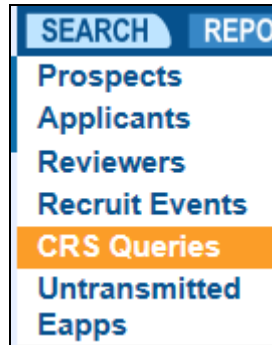 SEARCH REPO
Prospects
Applicants
Reviewers
Recruit Events
CRS Queries
Untransmitted
Eapps